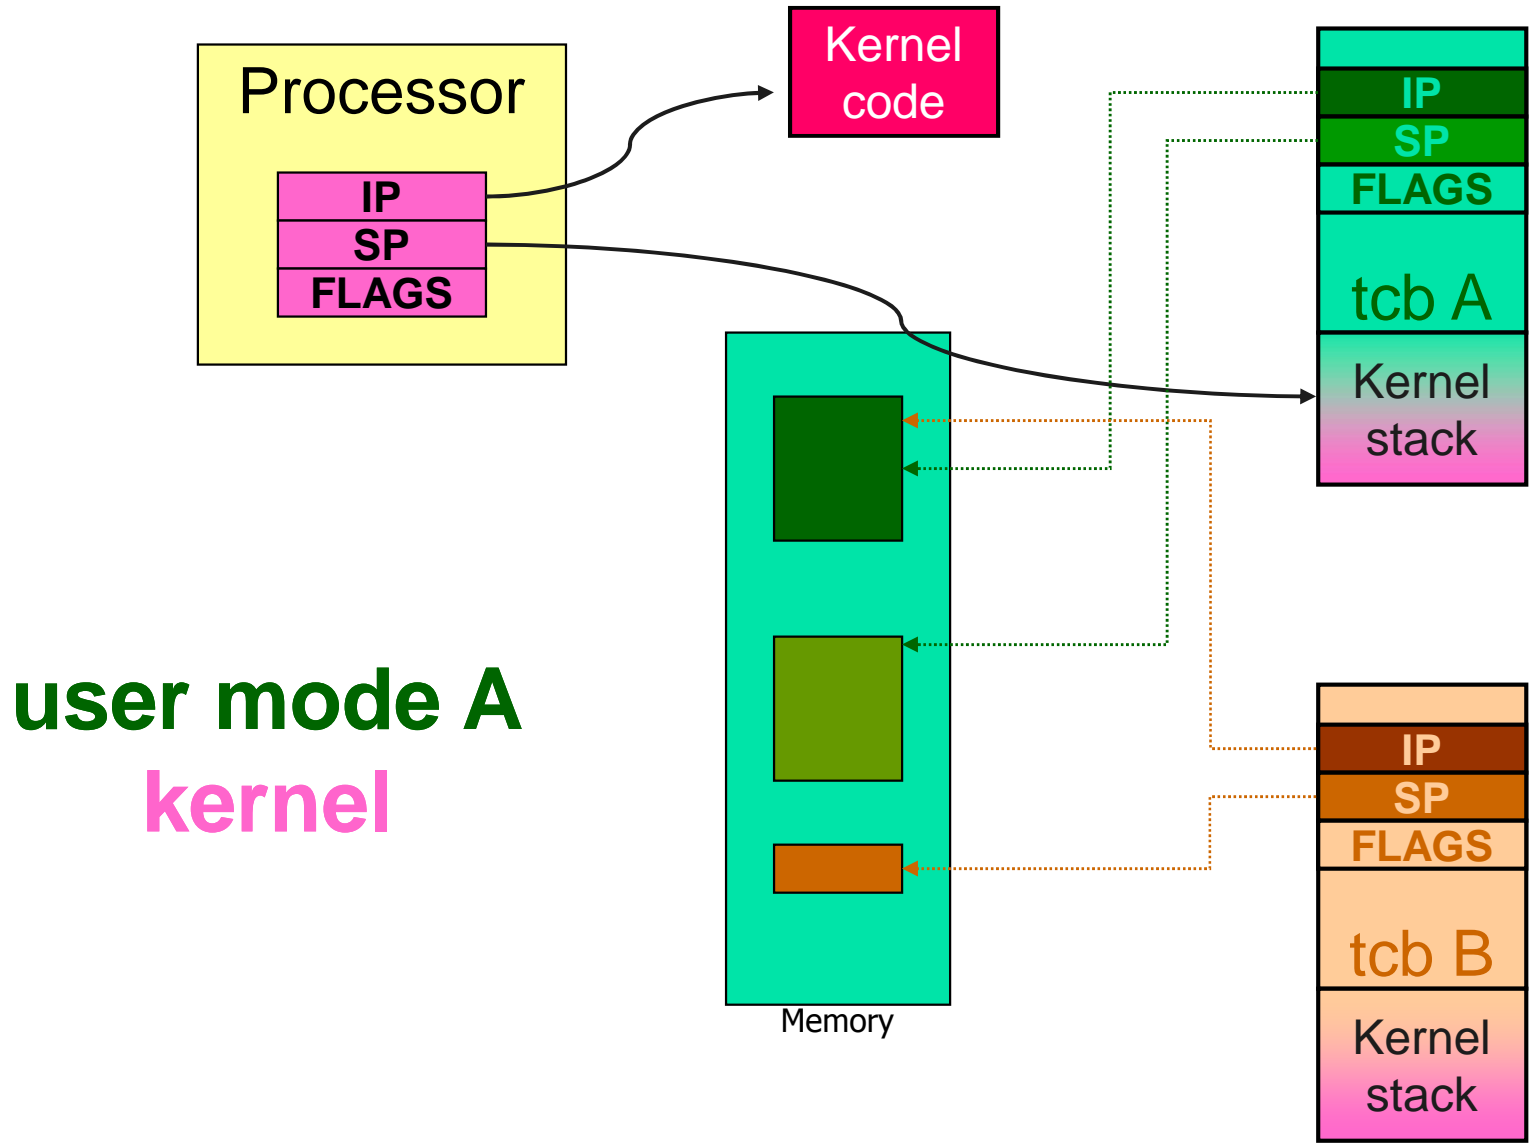 Processor
IP
SP
FLAGS
Kernel
code
IP
SP
FLAGS
tcb A
Kernel
stack
user mode A
kernel
Memory
IP
SP
FLAGS
tcb B
Kernel
stack